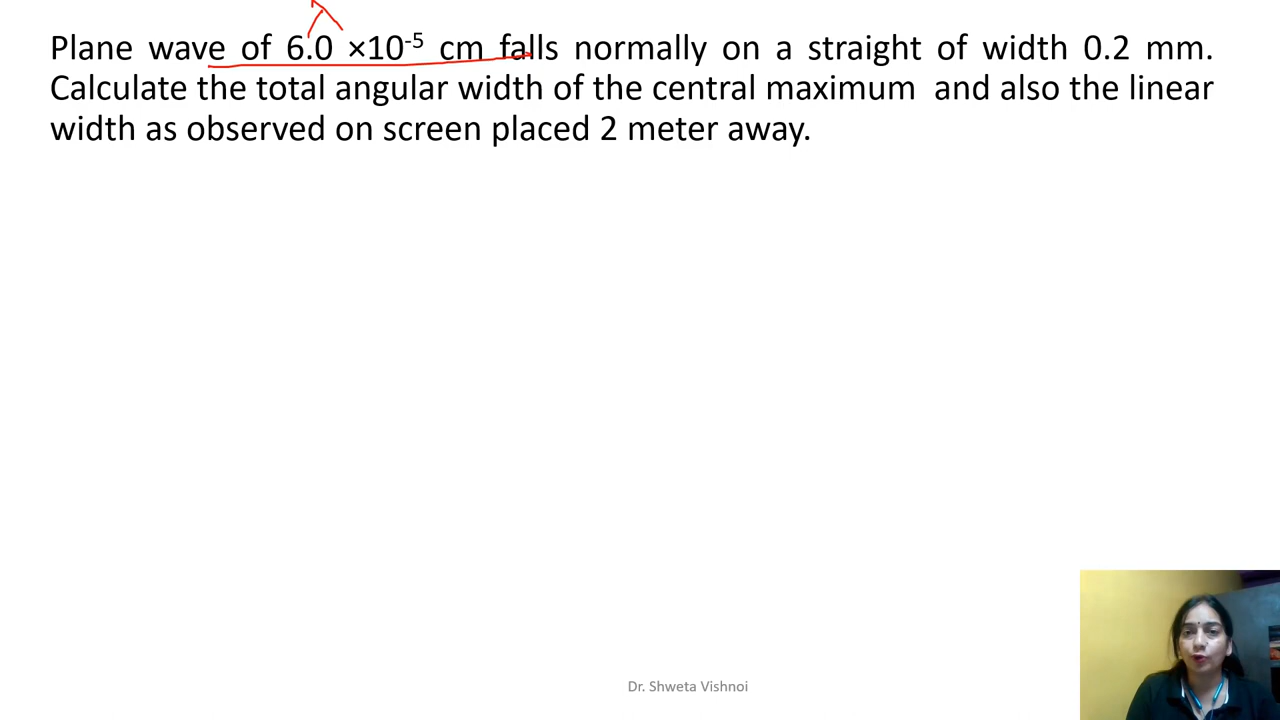 λ
Plane wave of 6.0 ×10⁻⁵ cm falls normally on a straight of width 0.2 mm.
Calculate the total angular width of the central maximum and also the linear
width as observed on screen placed 2 meter away.
Dr. Shweta Vishnoi